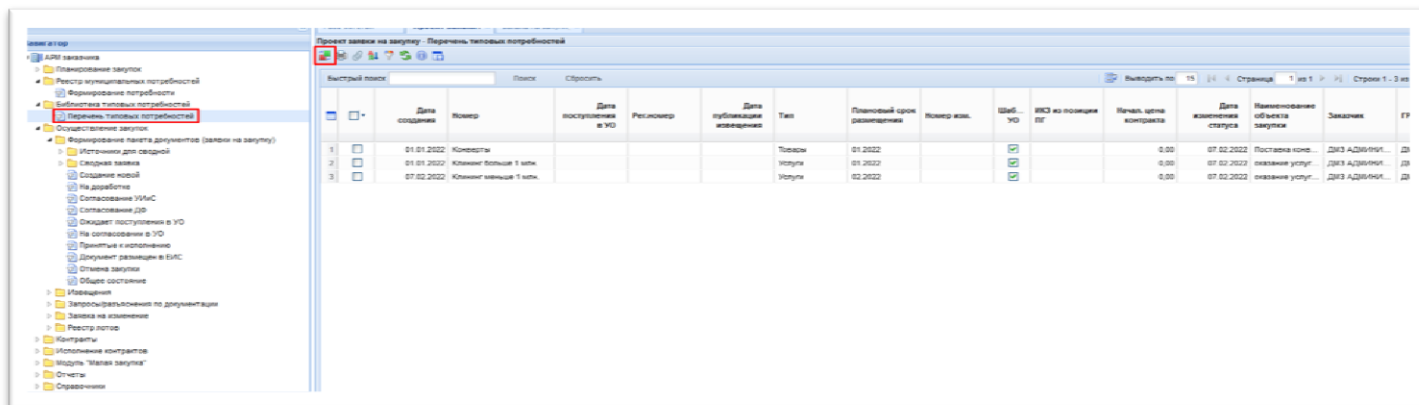 Навигатор
АРМ заказчика
Планирование закупок
Реестр муниципальных потребностей
Формирование потребности
Библиотека типовых потребностей
Перечень типовых потребностей
Осуществление закупок
Формирование пакета документов (заявки на закупку)
Источники для сводной
Сводная заявка
Создание новой
На доработке
Согласование УИиС
Согласование ДФ
Ожидает поступления в УО
На согласовании в УО
Принятые к исполнению
Документ размещен в ЕИС
Отмена закупки
Общее состояние
Извещения
Запросы/разъяснения по документации
Заявка на изменение
Реестр лотов
Контракты
Исполнение контрактов
Модуль "Малая закупка"
Отчеты
Справочники
Проект заявки на закупку - Перечень типовых потребностей
Быстрый поиск: Поиск Сбросить Выводить по 15 Страница 1 из 1 Строки 1 - 3 из
Дата создания Номер Дата поступления в УО Рег.номер Дата публикации извещения Тип Плановый срок размещения Номер изм. Шаб... УО ИКЗ из позиции ПГ Начал. цена контракта Дата изменения статуса Наименование объекта закупки Заказчик ГР
1 01.01.2022 Конверты Товары 01.2022 0,00 07.02.2022 Поставка конв... ДМЗ АДМИНИ...
2 01.01.2022 Клининг больше 1 млн. Услуги 01.2022 0,00 07.02.2022 оказание услуг... ДМЗ АДМИНИ...
3 07.02.2022 Клининг меньше 1 млн. Услуги 02.2022 0,00 07.02.2022 оказание услуг... ДМЗ АДМИНИ...